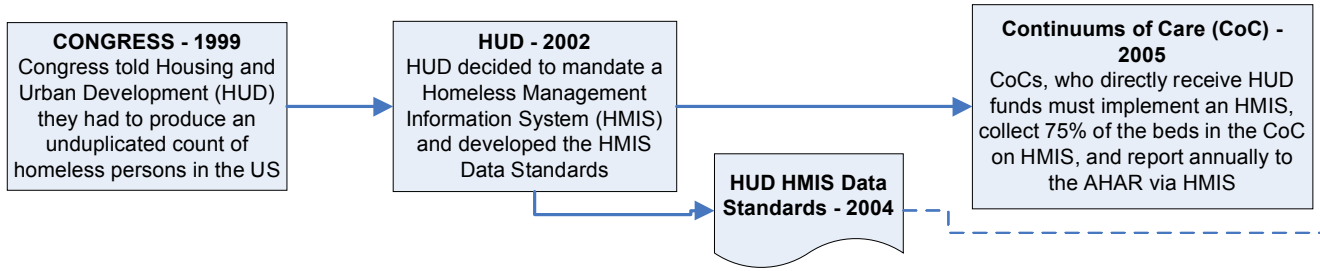 CONGRESS - 1999
Congress told Housing and
Urban Development (HUD)
they had to produce an
unduplicated count of
homeless persons in the US
HUD - 2002
HUD decided to mandate a
Homeless Management
Information System (HMIS)
and developed the HMIS
Data Standards
HUD HMIS Data
Standards - 2004
Continuums of Care (CoC) -
2005
CoCs, who directly receive HUD
funds must implement an HMIS,
collect 75% of the beds in the CoC
on HMIS, and report annually to
the AHAR via HMIS